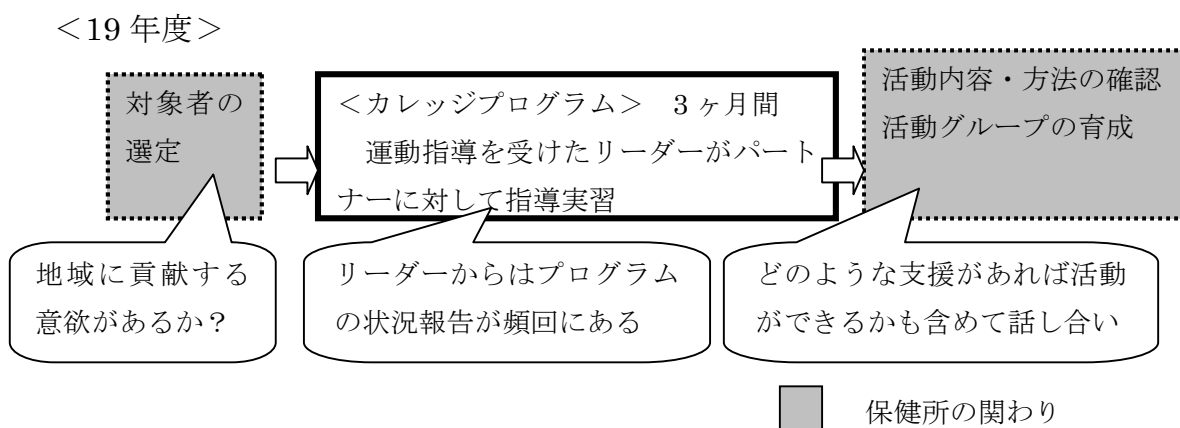 ＜19 年度＞
対象者の
選定
＜カレッジプログラム＞　3ヶ月間
運動指導を受けたリーダーがパート
ナーに対して指導実習
活動内容・方法の確認
活動グループの育成
地域に貢献する
意欲があるか？
リーダーからはプログラム
の状況報告が頻回にある
どのような支援があれば活動
ができるかも含めて話し合い
保健所の関わり